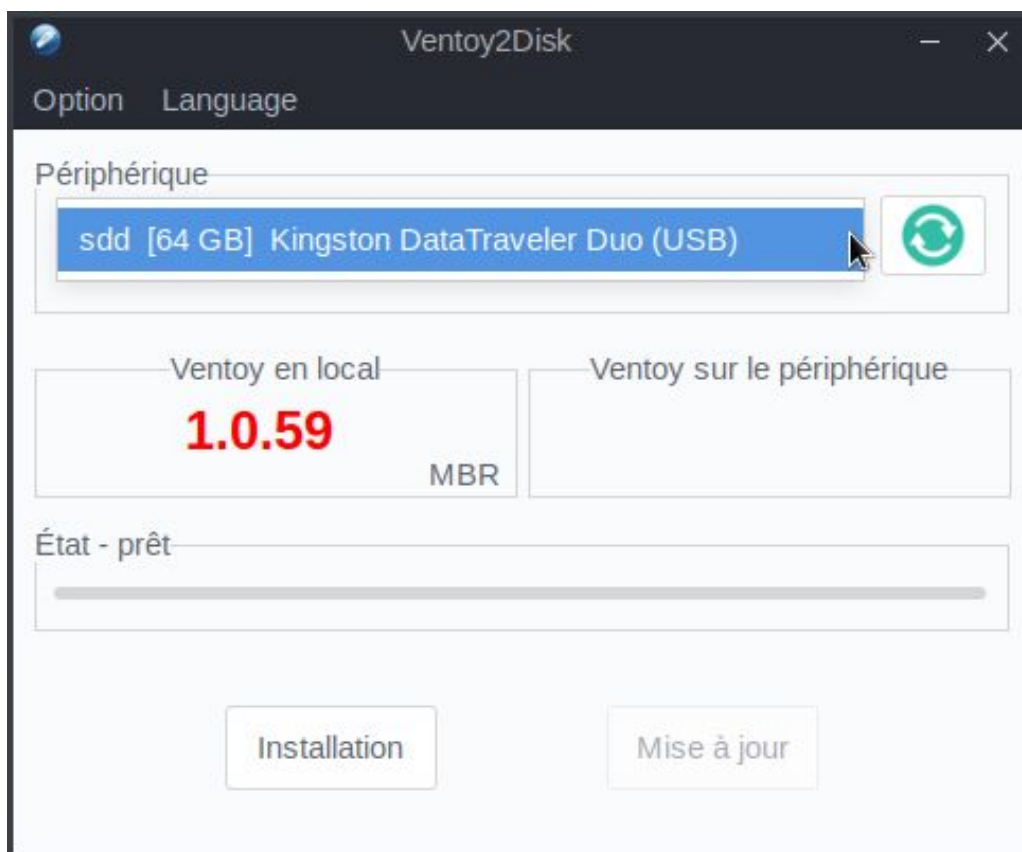 Ventoy2Disk
Option Language
Périphérique
sdd [64 GB] Kingston DataTraveler Duo (USB)
Ventoy en local
1.0.59
MBR
Ventoy sur le périphérique
État - prêt
Installation
Mise à jour